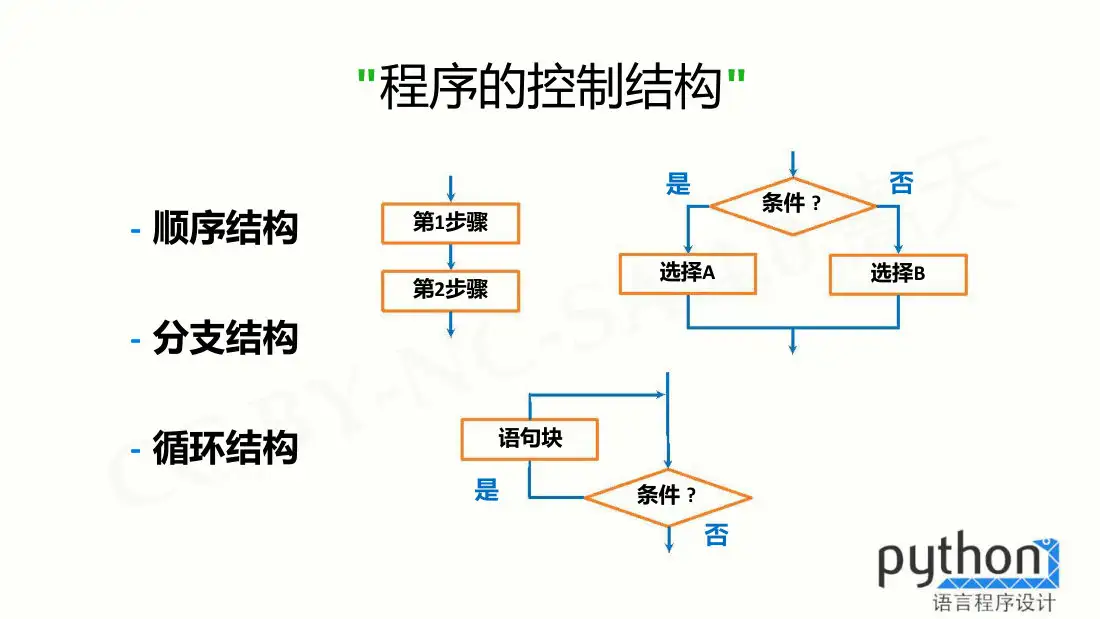 "程序的控制结构"
- 顺序结构
- 分支结构
- 循环结构
第1步骤
第2步骤
是
条件？
否
选择A
选择B
语句块
是
条件？
否
python
语言程序设计